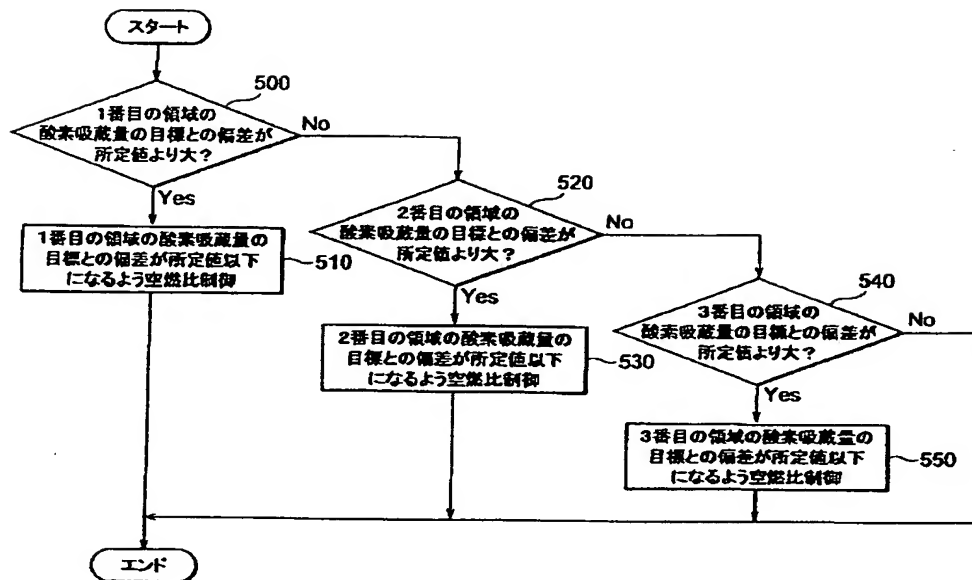 スタート
500
1番目の領域の
酸素吸蔵量の目標との偏差が
所定値より大?
No
Yes
1番目の領域の酸素吸蔵量の
目標との偏差が所定値以下
になるよう空燃比制御
510
520
2番目の領域の
酸素吸蔵量の目標との偏差が
所定値より大?
No
Yes
2番目の領域の酸素吸蔵量の
目標との偏差が所定値以下
になるよう空燃比制御
530
540
3番目の領域の
酸素吸蔵量の目標との偏差が
所定値より大?
No
Yes
3番目の領域の酸素吸蔵量の
目標との偏差が所定値以下
になるよう空燃比制御
550
エンド